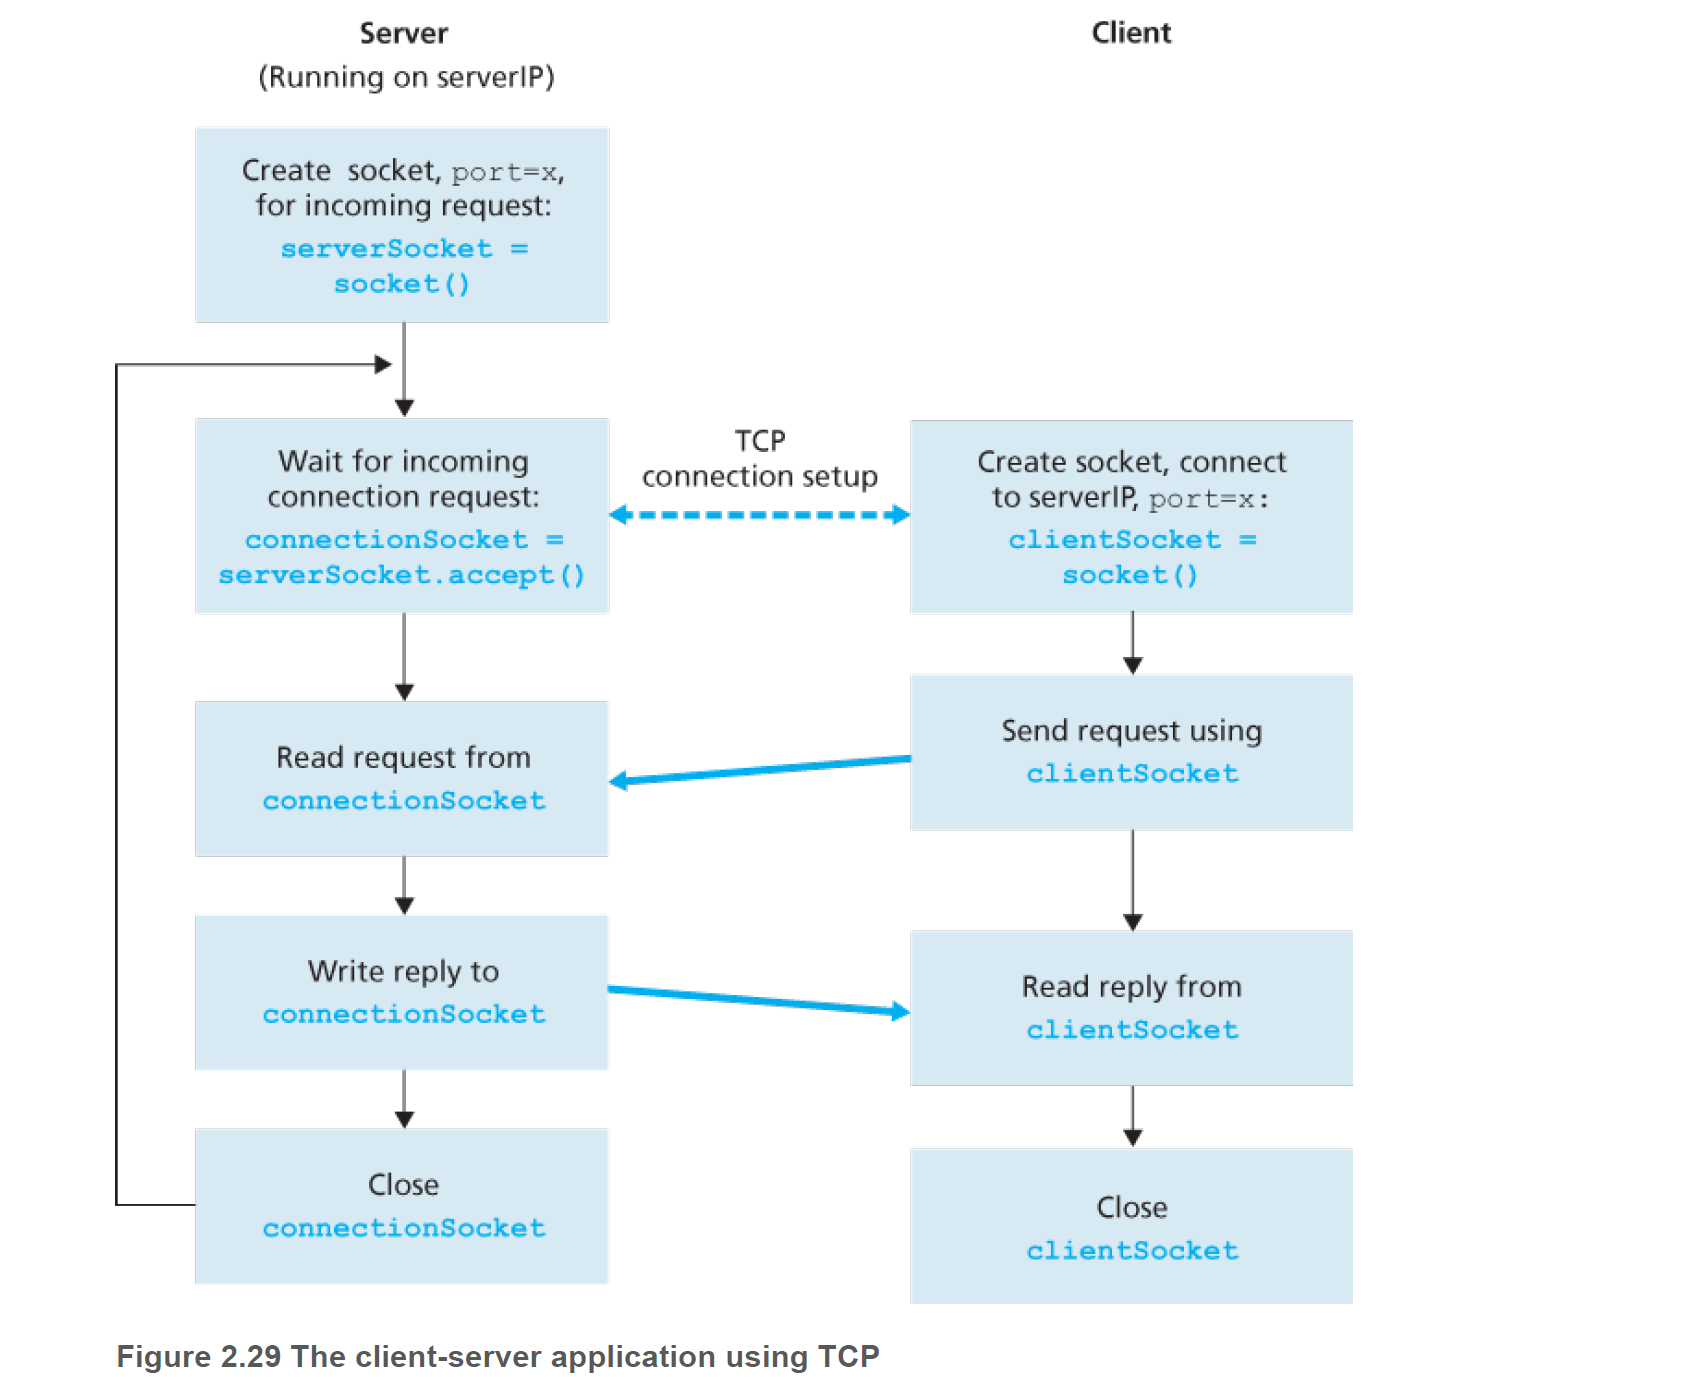 Server
(Running on serverIP)
Create socket, port=x,
for incoming request:
serverSocket =
socket()
Wait for incoming
connection request:
connectionSocket =
serverSocket.accept()
Read request from
connectionSocket
Write reply to
connectionSocket
Close
connectionSocket
TCP
connection setup
Client
Create socket, connect
to serverIP, port=x:
clientSocket =
socket()
Send request using
clientSocket
Read reply from
clientSocket
Close
clientSocket
Figure 2.29 The client-server application using TCP